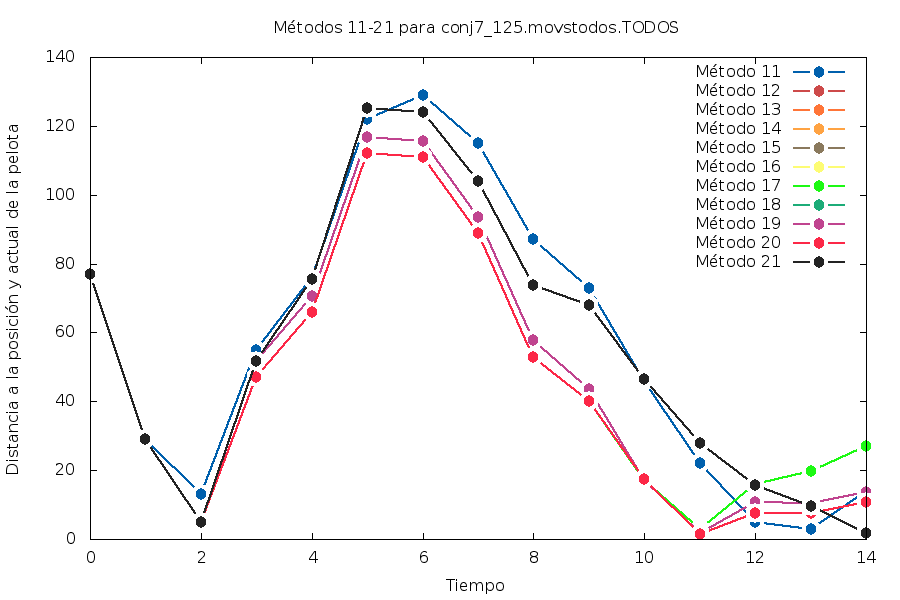 Métodos 11-21 para conj7_125.movstodos.TODOS
Distancia a la posición y actual de la pelota
140
120
100
80
60
40
20
0
Método 11
Método 12
Método 13
Método 14
Método 15
Método 16
Método 17
Método 18
Método 19
Método 20
Método 21
0 2 4 6 8 10 12 14
Tiempo